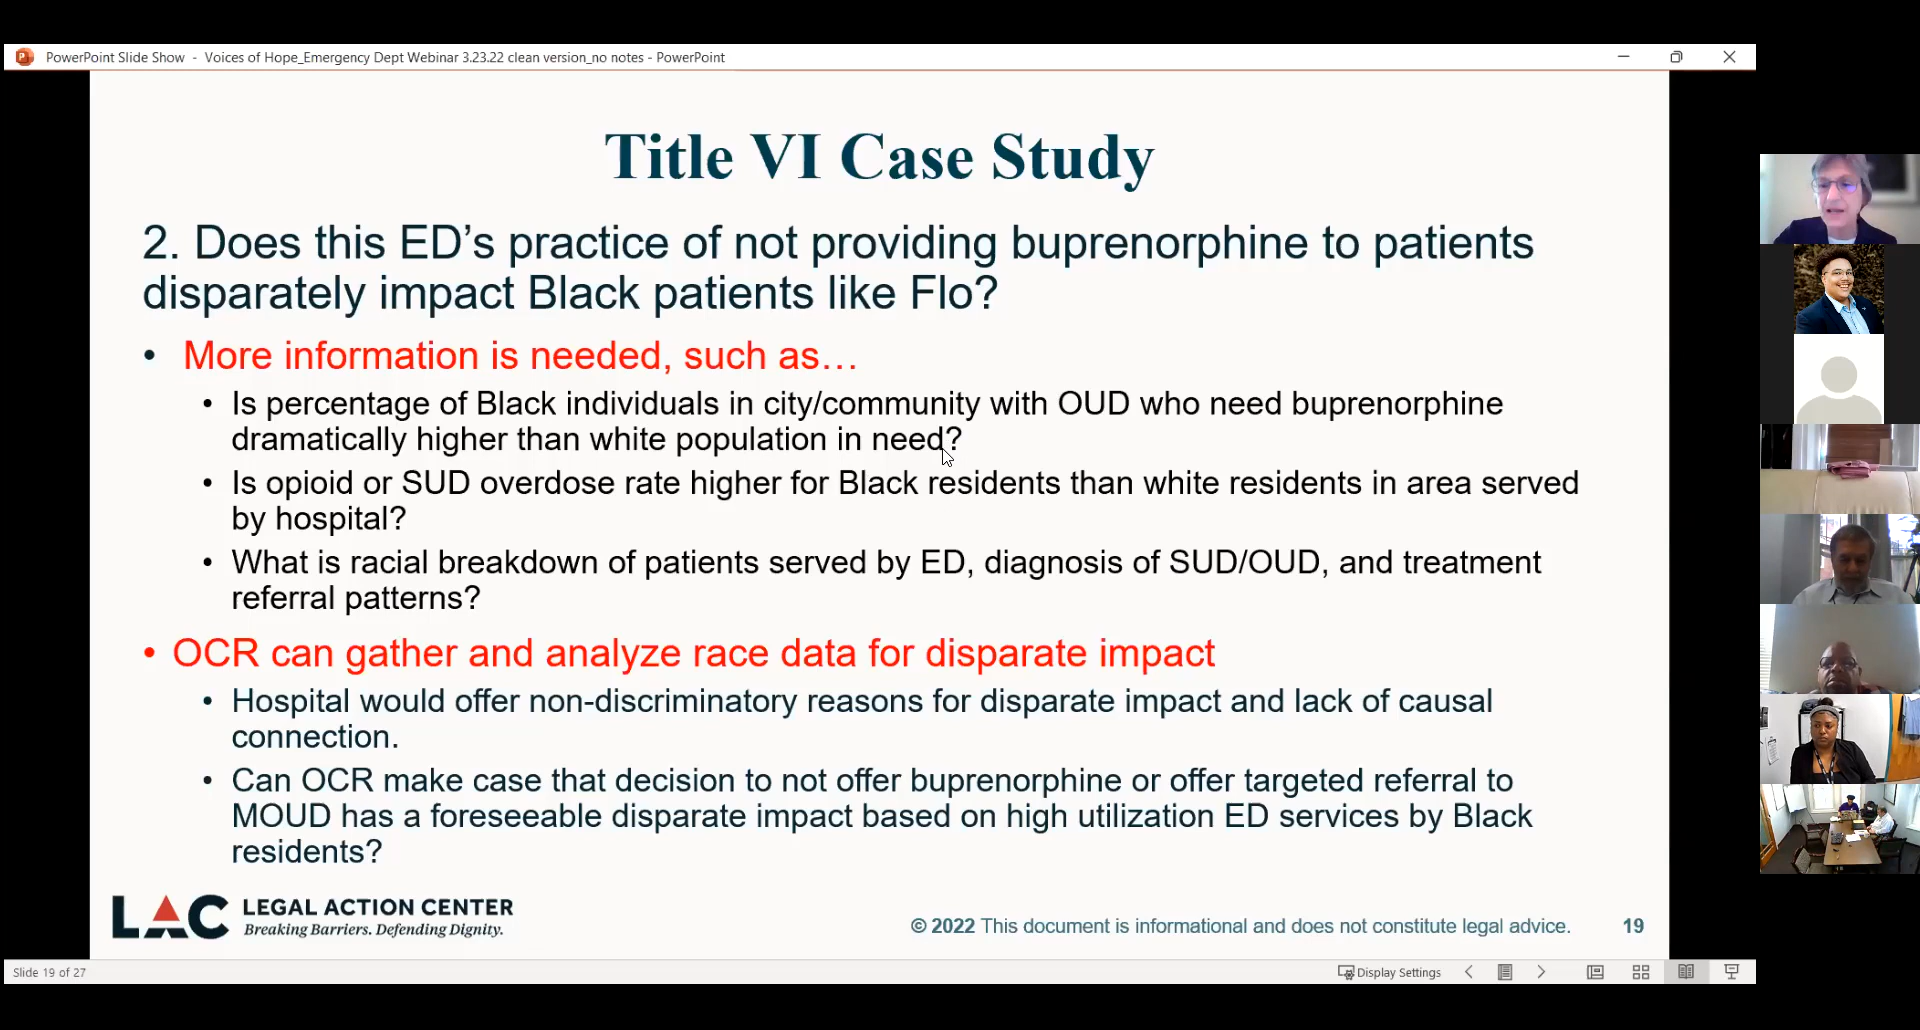 PowerPoint Slide Show - Voices of Hope_Emergency Dept Webinar 3.23.22 clean version_no notes - PowerPoint
Title VI Case Study
2. Does this ED’s practice of not providing buprenorphine to patients
disparately impact Black patients like Flo?
• More information is needed, such as…
• Is percentage of Black individuals in city/community with OUD who need buprenorphine
dramatically higher than white population in need?
• Is opioid or SUD overdose rate higher for Black residents than white residents in area served
by hospital?
• What is racial breakdown of patients served by ED, diagnosis of SUD/OUD, and treatment
referral patterns?
• OCR can gather and analyze race data for disparate impact
• Hospital would offer non-discriminatory reasons for disparate impact and lack of causal
connection.
• Can OCR make case that decision to not offer buprenorphine or offer targeted referral to
MOUD has a foreseeable disparate impact based on high utilization ED services by Black
residents?
LAC LEGAL ACTION CENTER
Breaking Barriers. Defending Dignity.
© 2022 This document is informational and does not constitute legal advice. 19
Slide 19 of 27
Display Settings